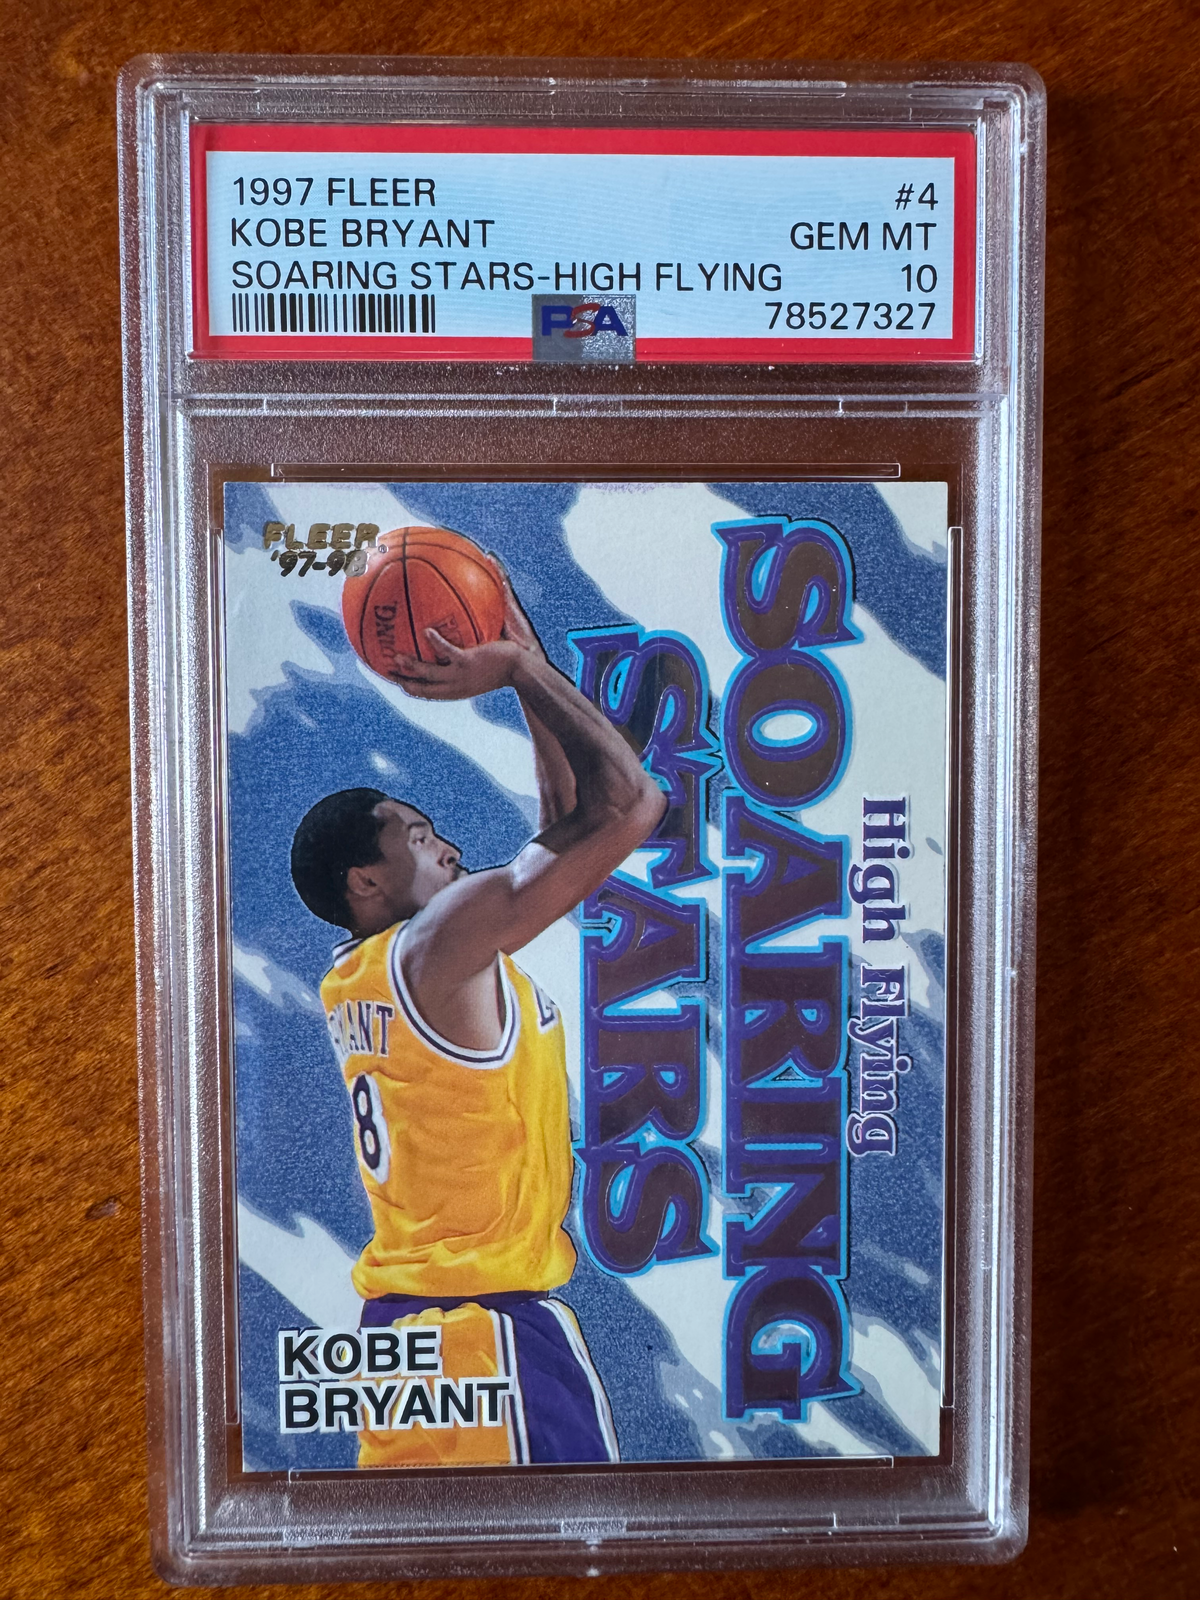 1997 FLEER #4
KOBE BRYANT GEM MT
SOARING STARS-HIGH FLYING 10
PSA 78527327
FLEER
'97-98®
SPALDING
SOARING
STARS
High Flying
BRYANT
8
KOBE
BRYANT